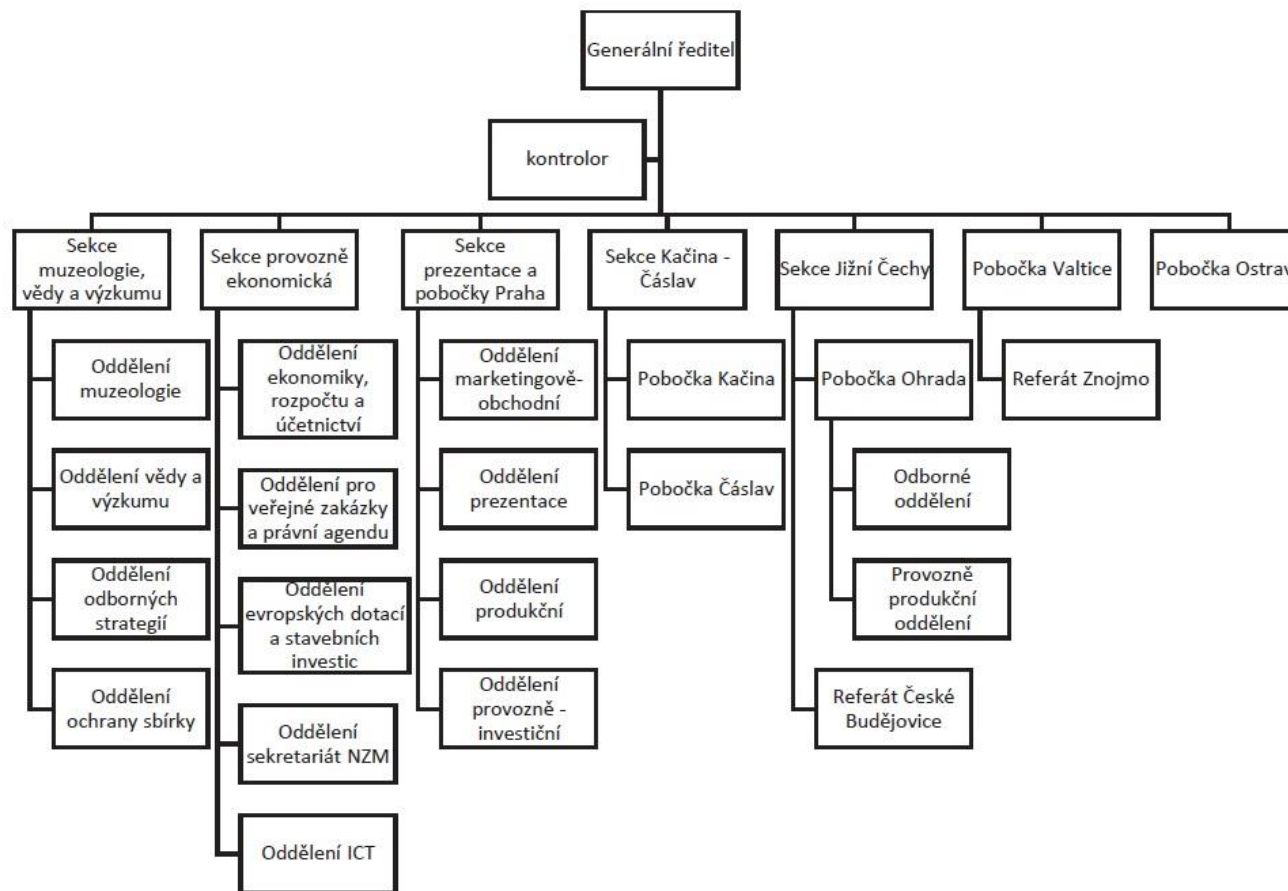 Generální ředitel
kontrolor
Sekce
muzeologie,
vědy a výzkumu
Sekce provozně
ekonomická
Sekce
prezentace a
pobočky Praha
Sekce Kačina -
Čáslav
Sekce Jižní Čechy
Pobočka Valtice
Pobočka Ostrav
Oddělení
muzeologie
Oddělení vědy a
výzkumu
Oddělení
odborných
strategií
Oddělení
ochrany sbírky
Oddělení
ekonomiky,
rozpočtu a
účetnictví
Oddělení pro
veřejné zakázky
a právní agendu
Oddělení
evropských dotací
a stavebních
investic
Oddělení
sekretariát NZM
Oddělení ICT
Oddělení
marketingově-
obchodní
Oddělení
prezentace
Oddělení
produkční
Oddělení
provozně -
investiční
Pobočka Kačina
Pobočka Čáslav
Pobočka Ohrada
Odborné
oddělení
Provozně
produkční
oddělení
Referát České
Budějovice
Referát Znojmo